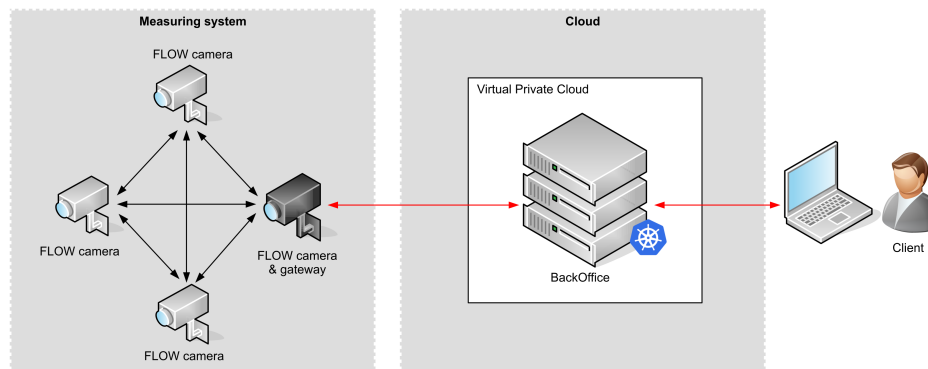 Measuring system
FLOW camera
FLOW camera
FLOW camera
& gateway
FLOW camera
Cloud
Virtual Private Cloud
BackOffice
Client